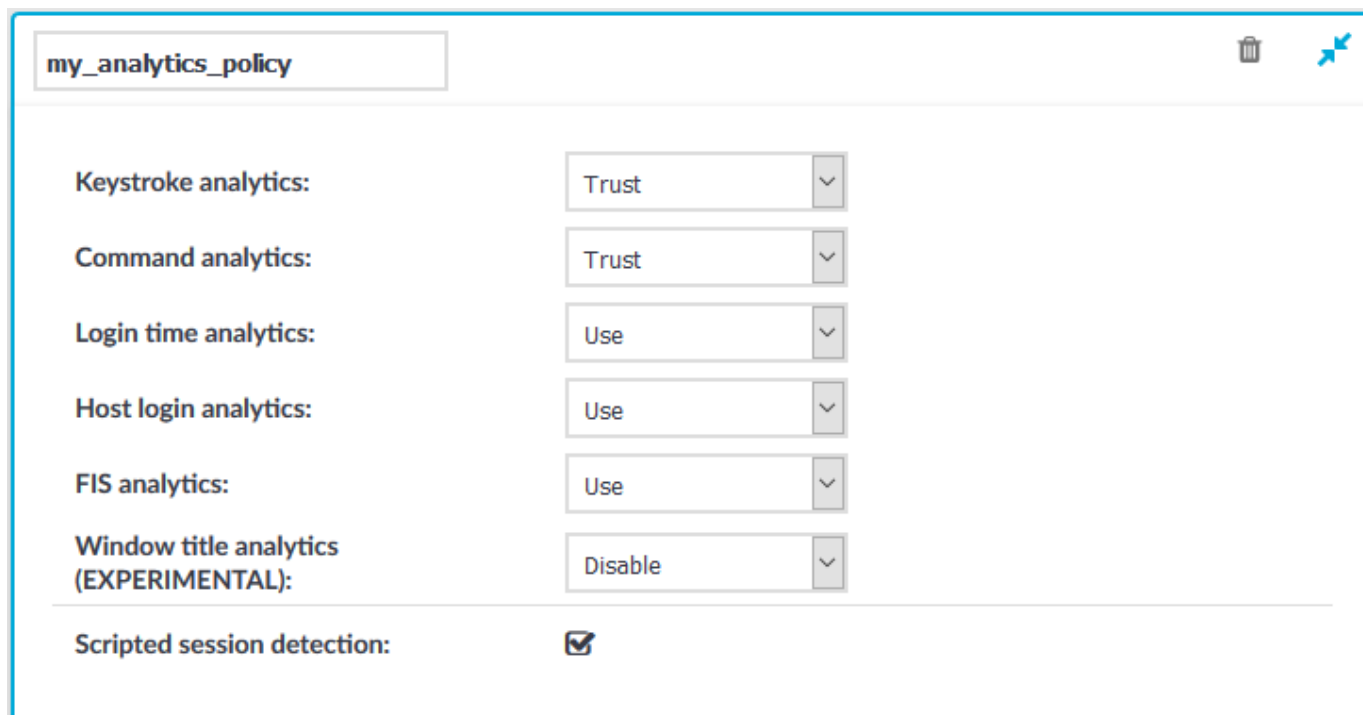 my_analytics_policy
Keystroke analytics: Trust
Command analytics: Trust
Login time analytics: Use
Host login analytics: Use
FIS analytics: Use
Window title analytics
(EXPERIMENTAL): Disable
Scripted session detection: